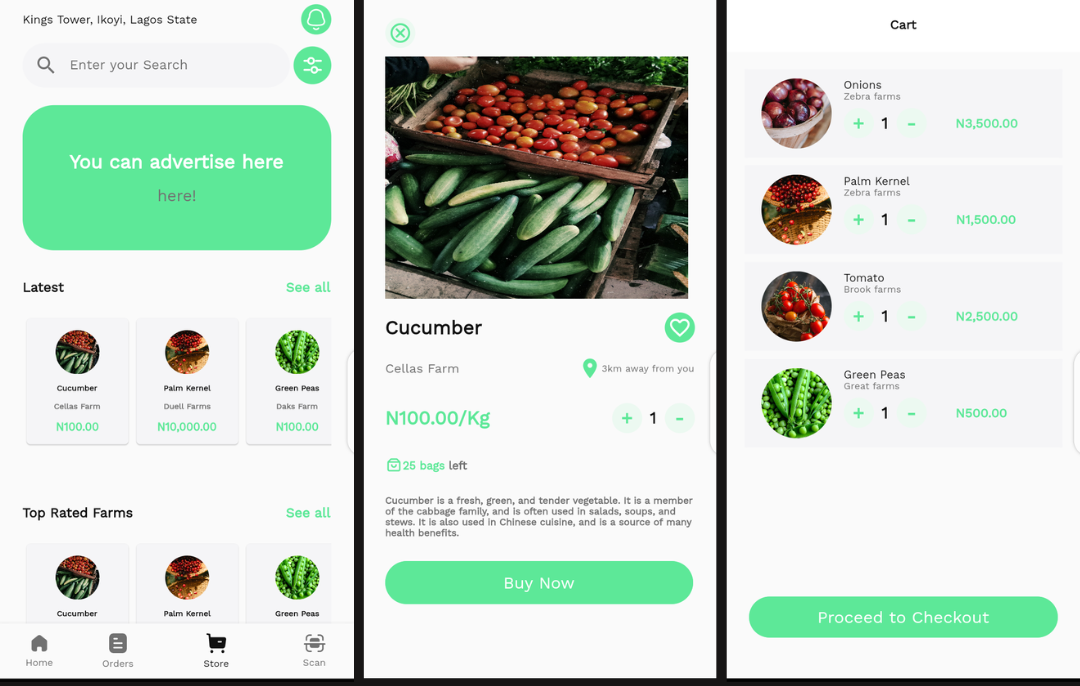 Kings Tower, Ikoyi, Lagos State
Enter your Search
You can advertise here
here!
Latest
See all
Cucumber
Cellas Farm
N100.00
Palm Kernel
Duell Farms
N10,000.00
Green Peas
Daks Farm
N100.00
Top Rated Farms
See all
Cucumber
Palm Kernel
Green Peas
Home
Orders
Store
Scan
Cucumber
Cellas Farm
3km away from you
N100.00/Kg
+ 1 -
25 bags left
Cucumber is a fresh, green, and tender vegetable. It is a member
of the cabbage family, and is often used in salads, soups, and
stews. It is also used in Chinese cuisine, and is a source of many
health benefits.
Buy Now
Cart
Onions
Zebra farms
+ 1 - N3,500.00
Palm Kernel
Zebra farms
+ 1 - N1,500.00
Tomato
Brook farms
+ 1 - N2,500.00
Green Peas
Great farms
+ 1 - N500.00
Proceed to Checkout